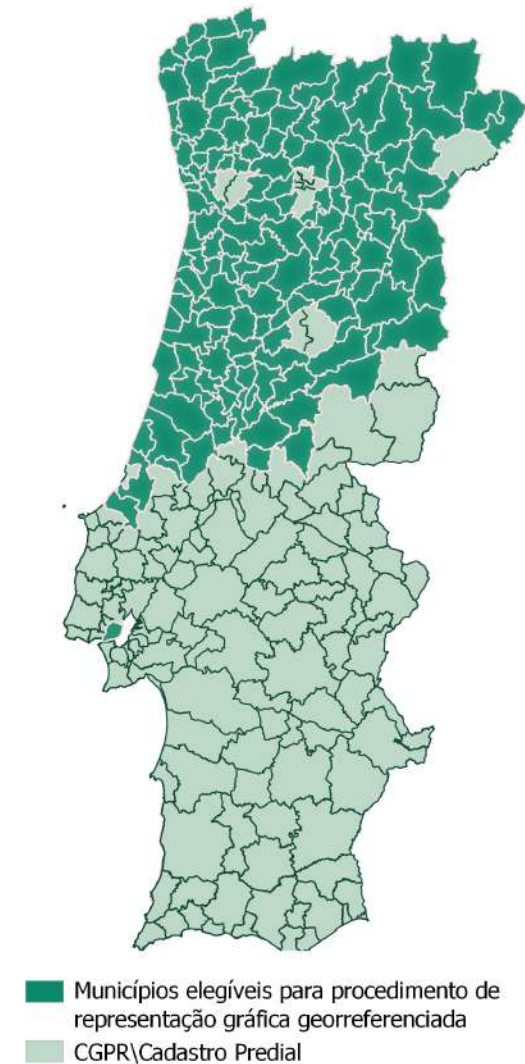 Municípios elegíveis para procedimento de
representação gráfica georreferenciada
CGPR\Cadastro Predial